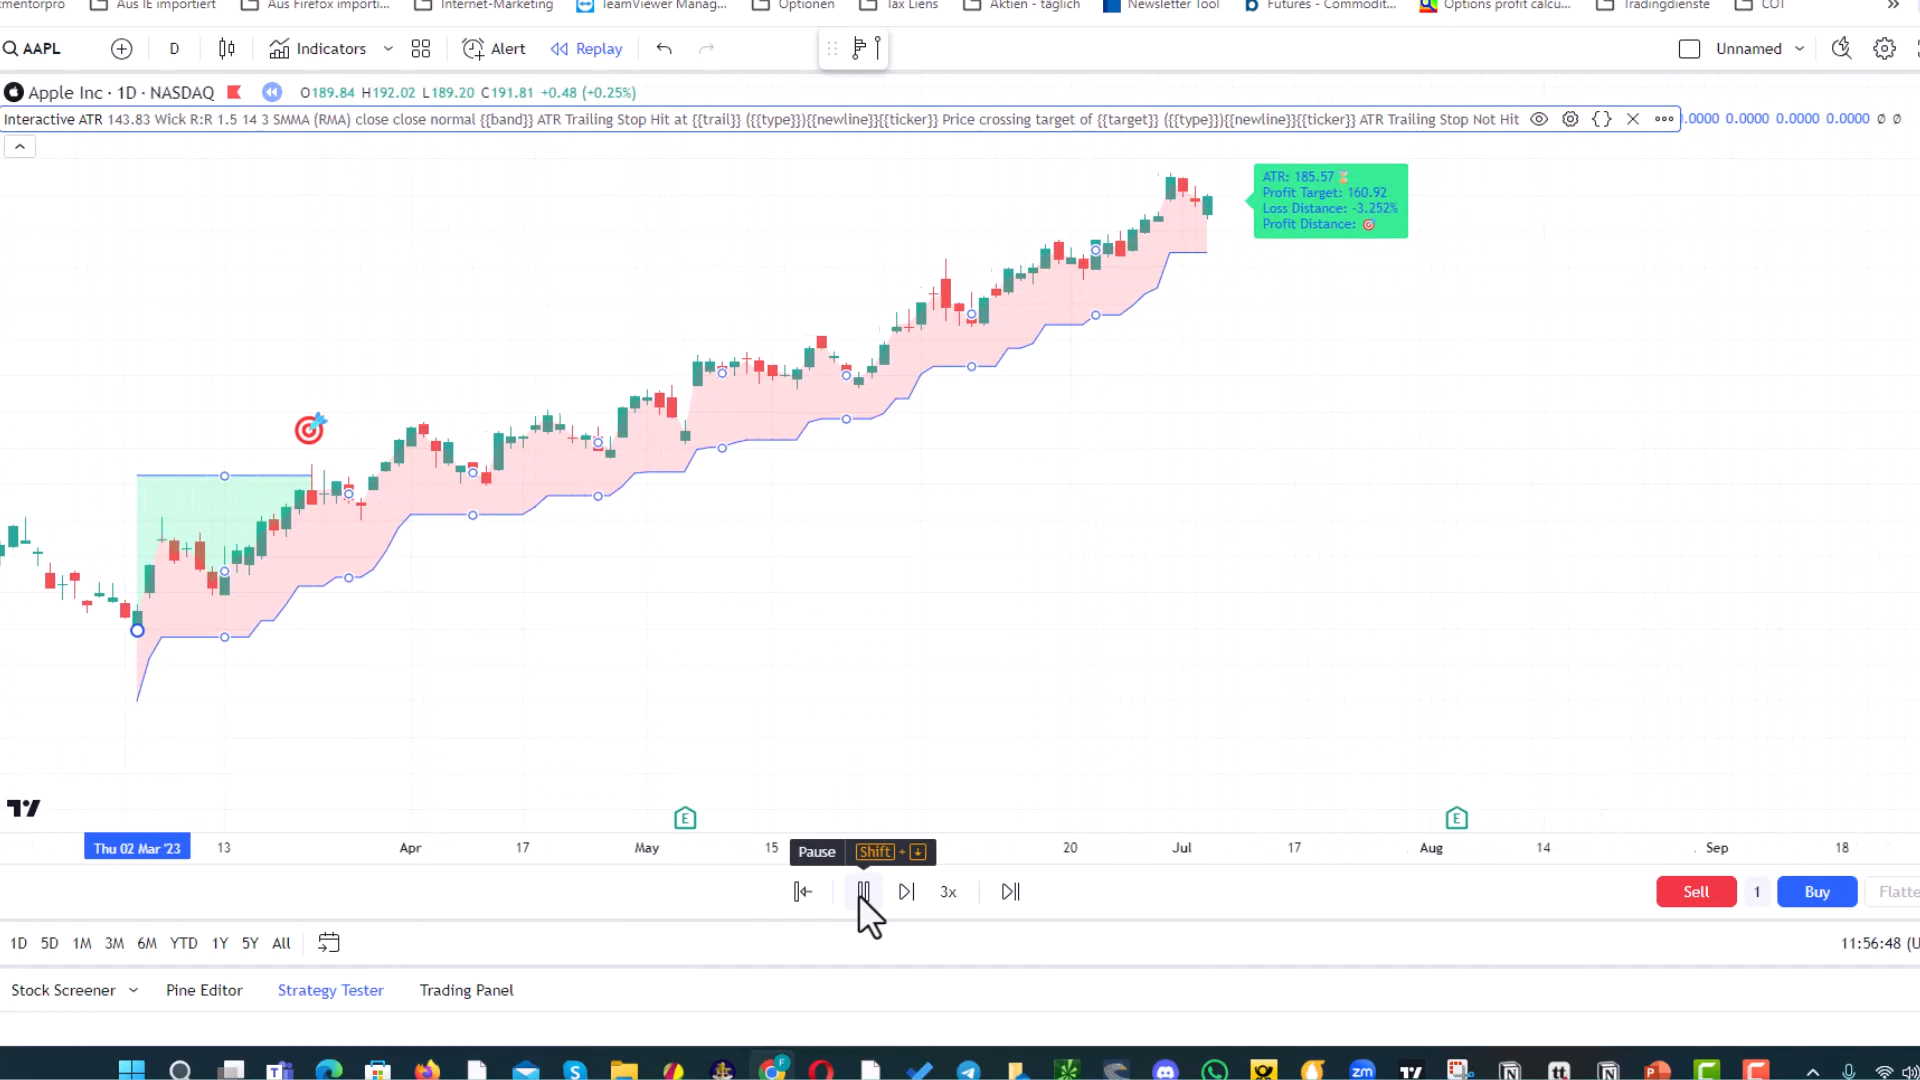 mentorpro Aus IE importiert Aus Firefox importi... Internet-Marketing TeamViewer Manag... Optionen Tax Liens Aktien - täglich Newsletter Tool Futures - Commodit... Options profit calcu... Tradingdienste COT »
AAPL D Indicators Alert Replay Unnamed
Apple Inc · 1D · NASDAQ O189.84 H192.02 L189.20 C191.81 +0.48 (+0.25%)
Interactive ATR 143.83 Wick R:R 1.5 14 3 SMMA (RMA) close close normal {{band}} ATR Trailing Stop Hit at {{trail}} ({{type}}){{newline}}{{ticker}} Price crossing target of {{target}} ({{type}}){{newline}}{{ticker}} ATR Trailing Stop Not Hit .0000 0.0000 0.0000 0.0000 ∅ ∅
ATR: 185.57
Profit Target: 160.92
Loss Distance: -3.252%
Profit Distance:
E E
Thu 02 Mar '23 13 Apr 17 May 15 20 Jul 17 Aug 14 Sep 18
Pause Shift + ↓
3x Sell 1 Buy Flatte
1D 5D 1M 3M 6M YTD 1Y 5Y All 11:56:48 (U
Stock Screener Pine Editor Strategy Tester Trading Panel